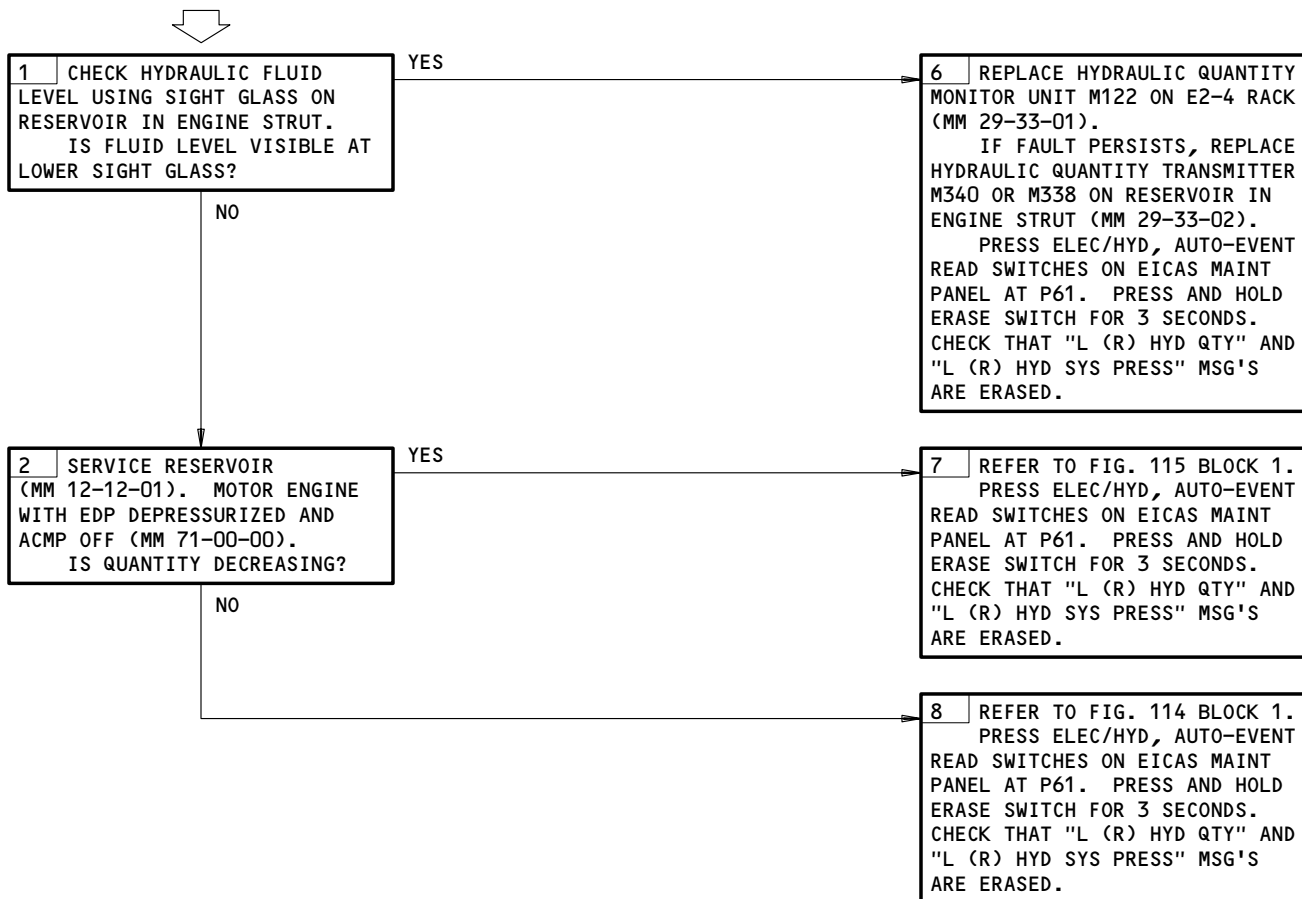 1 CHECK HYDRAULIC FLUID
LEVEL USING SIGHT GLASS ON
RESERVOIR IN ENGINE STRUT.
IS FLUID LEVEL VISIBLE AT
LOWER SIGHT GLASS?
YES
NO
6 REPLACE HYDRAULIC QUANTITY
MONITOR UNIT M122 ON E2-4 RACK
(MM 29-33-01).
IF FAULT PERSISTS, REPLACE
HYDRAULIC QUANTITY TRANSMITTER
M340 OR M338 ON RESERVOIR IN
ENGINE STRUT (MM 29-33-02).
PRESS ELEC/HYD, AUTO-EVENT
READ SWITCHES ON EICAS MAINT
PANEL AT P61. PRESS AND HOLD
ERASE SWITCH FOR 3 SECONDS.
CHECK THAT "L (R) HYD QTY" AND
"L (R) HYD SYS PRESS" MSG'S
ARE ERASED.
2 SERVICE RESERVOIR
(MM 12-12-01). MOTOR ENGINE
WITH EDP DEPRESSURIZED AND
ACMP OFF (MM 71-00-00).
IS QUANTITY DECREASING?
YES
NO
7 REFER TO FIG. 115 BLOCK 1.
PRESS ELEC/HYD, AUTO-EVENT
READ SWITCHES ON EICAS MAINT
PANEL AT P61. PRESS AND HOLD
ERASE SWITCH FOR 3 SECONDS.
CHECK THAT "L (R) HYD QTY" AND
"L (R) HYD SYS PRESS" MSG'S
ARE ERASED.
8 REFER TO FIG. 114 BLOCK 1.
PRESS ELEC/HYD, AUTO-EVENT
READ SWITCHES ON EICAS MAINT
PANEL AT P61. PRESS AND HOLD
ERASE SWITCH FOR 3 SECONDS.
CHECK THAT "L (R) HYD QTY" AND
"L (R) HYD SYS PRESS" MSG'S
ARE ERASED.